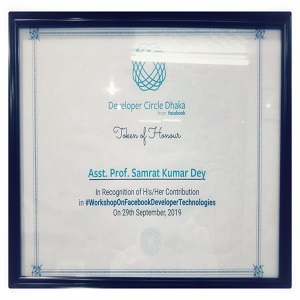 Developer Circle Dhaka
from facebook
Token of Honour
Asst. Prof. Samrat Kumar Dey
In Recognition of His/Her Contribution
in #WorkshopOnFacebookDeveloperTechnologies
On 29th September, 2019